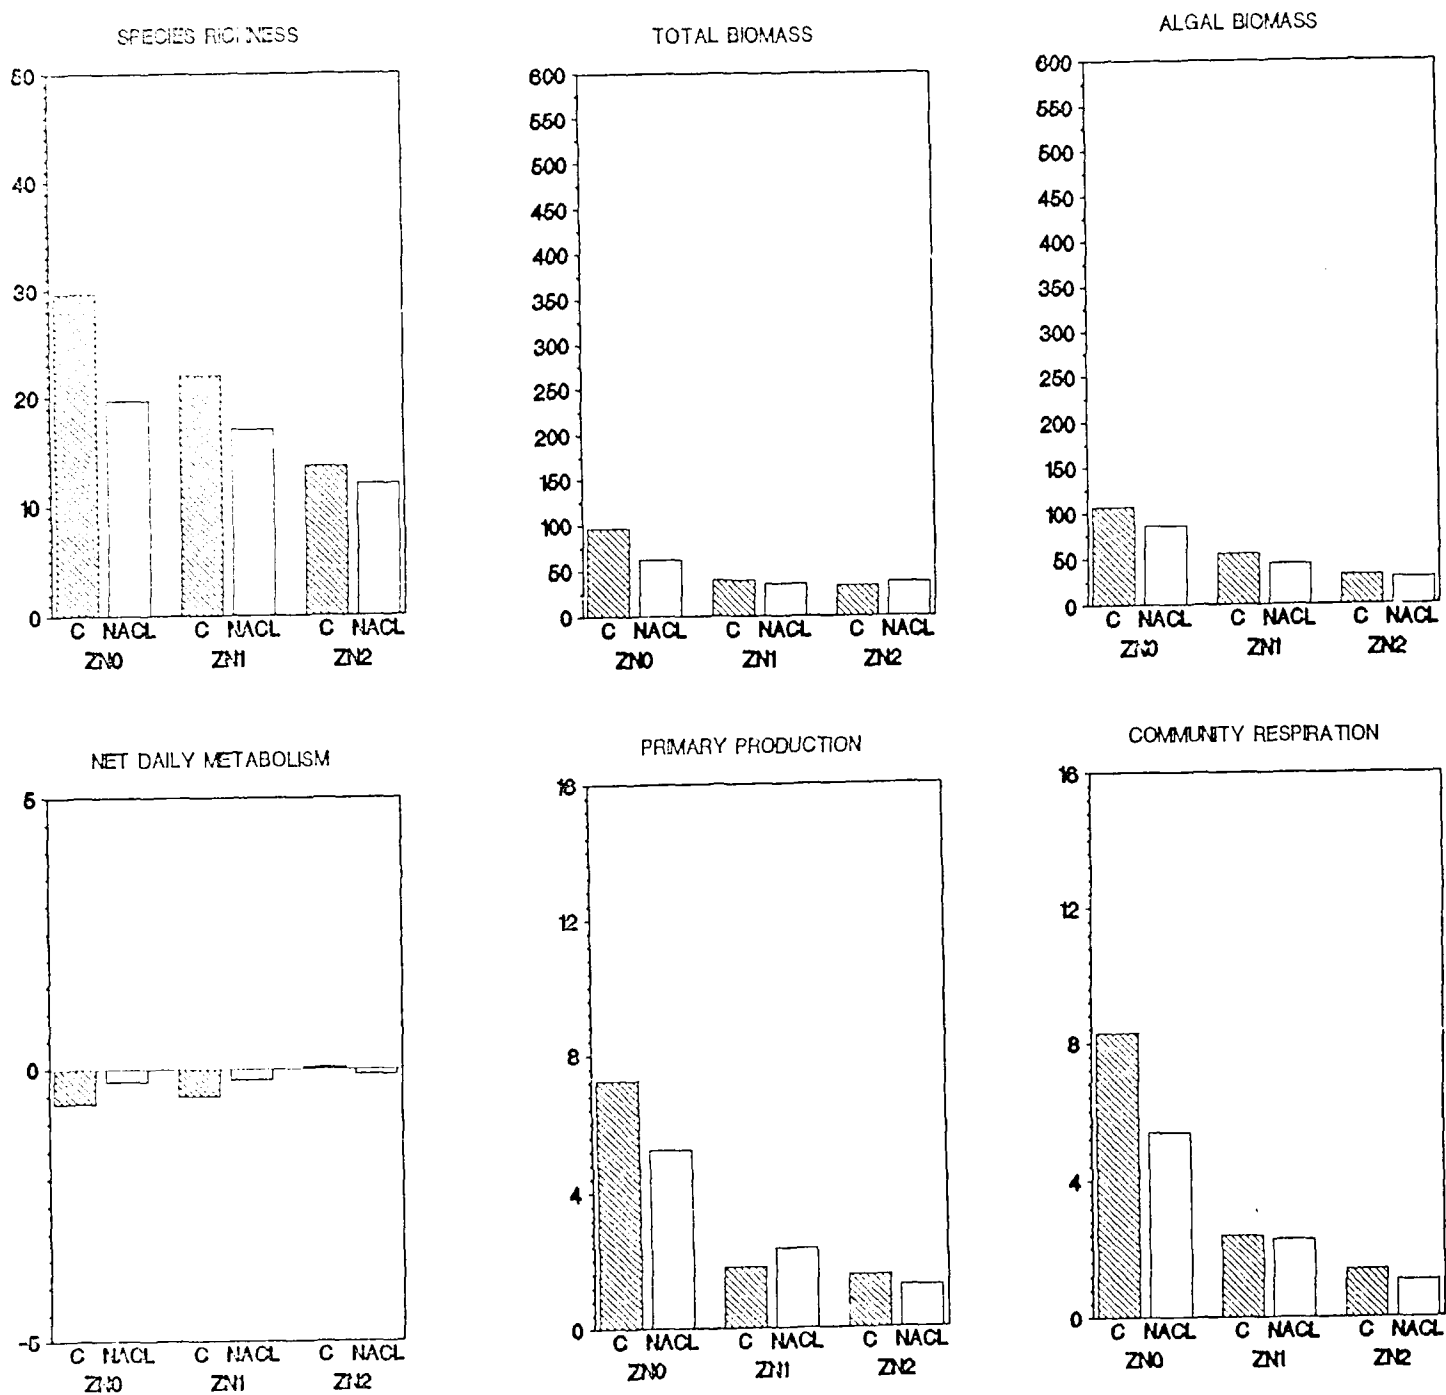 SPECIES RICHNESS
50
40
30
20
10
0
C NACL C NACL C NACL
ZN0 ZN1 ZN2
TOTAL BIOMASS
600
550
500
450
400
350
300
250
200
150
100
50
0
C NACL C NACL C NACL
ZN0 ZN1 ZN2
ALGAL BIOMASS
600
550
500
450
400
350
300
250
200
150
100
50
0
C NACL C NACL C NACL
ZN0 ZN1 ZN2
NET DAILY METABOLISM
5
0
-5
C NACL C NACL C NACL
ZN0 ZN1 ZN2
PRIMARY PRODUCTION
16
12
8
4
0
C NACL C NACL C NACL
ZN0 ZN1 ZN2
COMMUNITY RESPIRATION
16
12
8
4
0
C NACL C NACL C NACL
ZN0 ZN1 ZN2